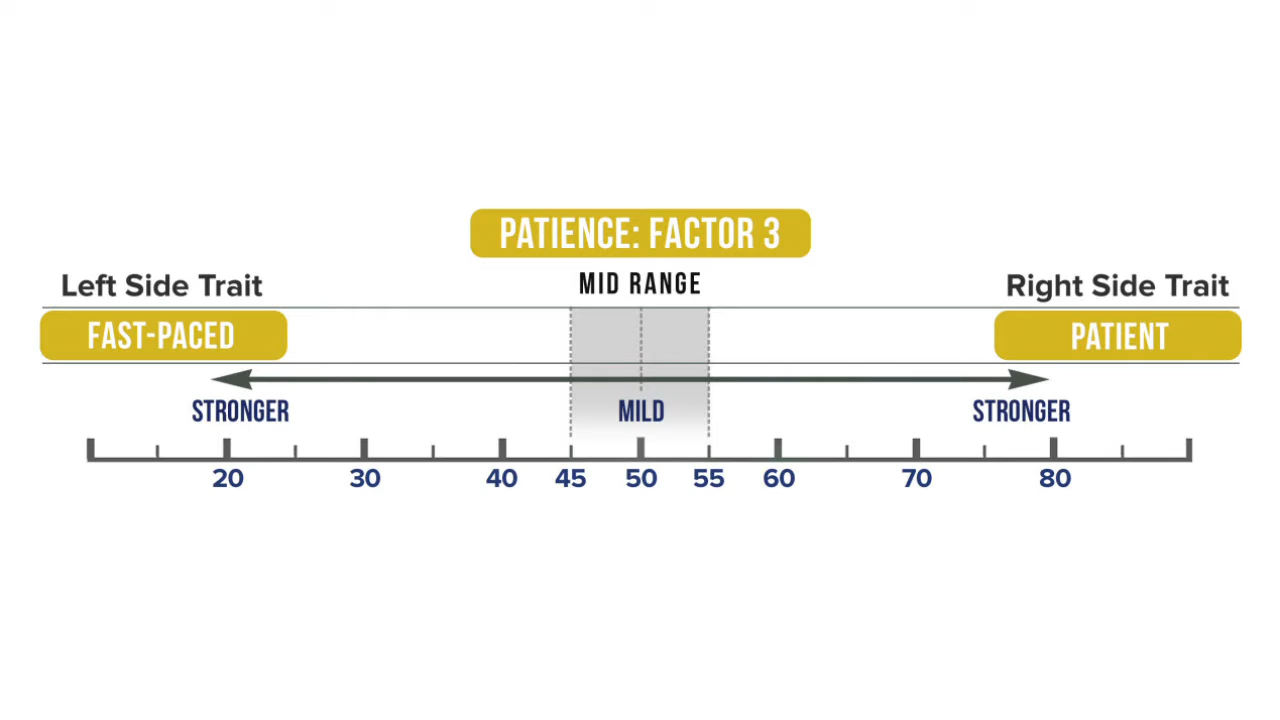 PATIENCE: FACTOR 3
MID RANGE
Left Side Trait
Right Side Trait
FAST-PACED
PATIENT
STRONGER
MILD
STRONGER
20 30 40 45 50 55 60 70 80